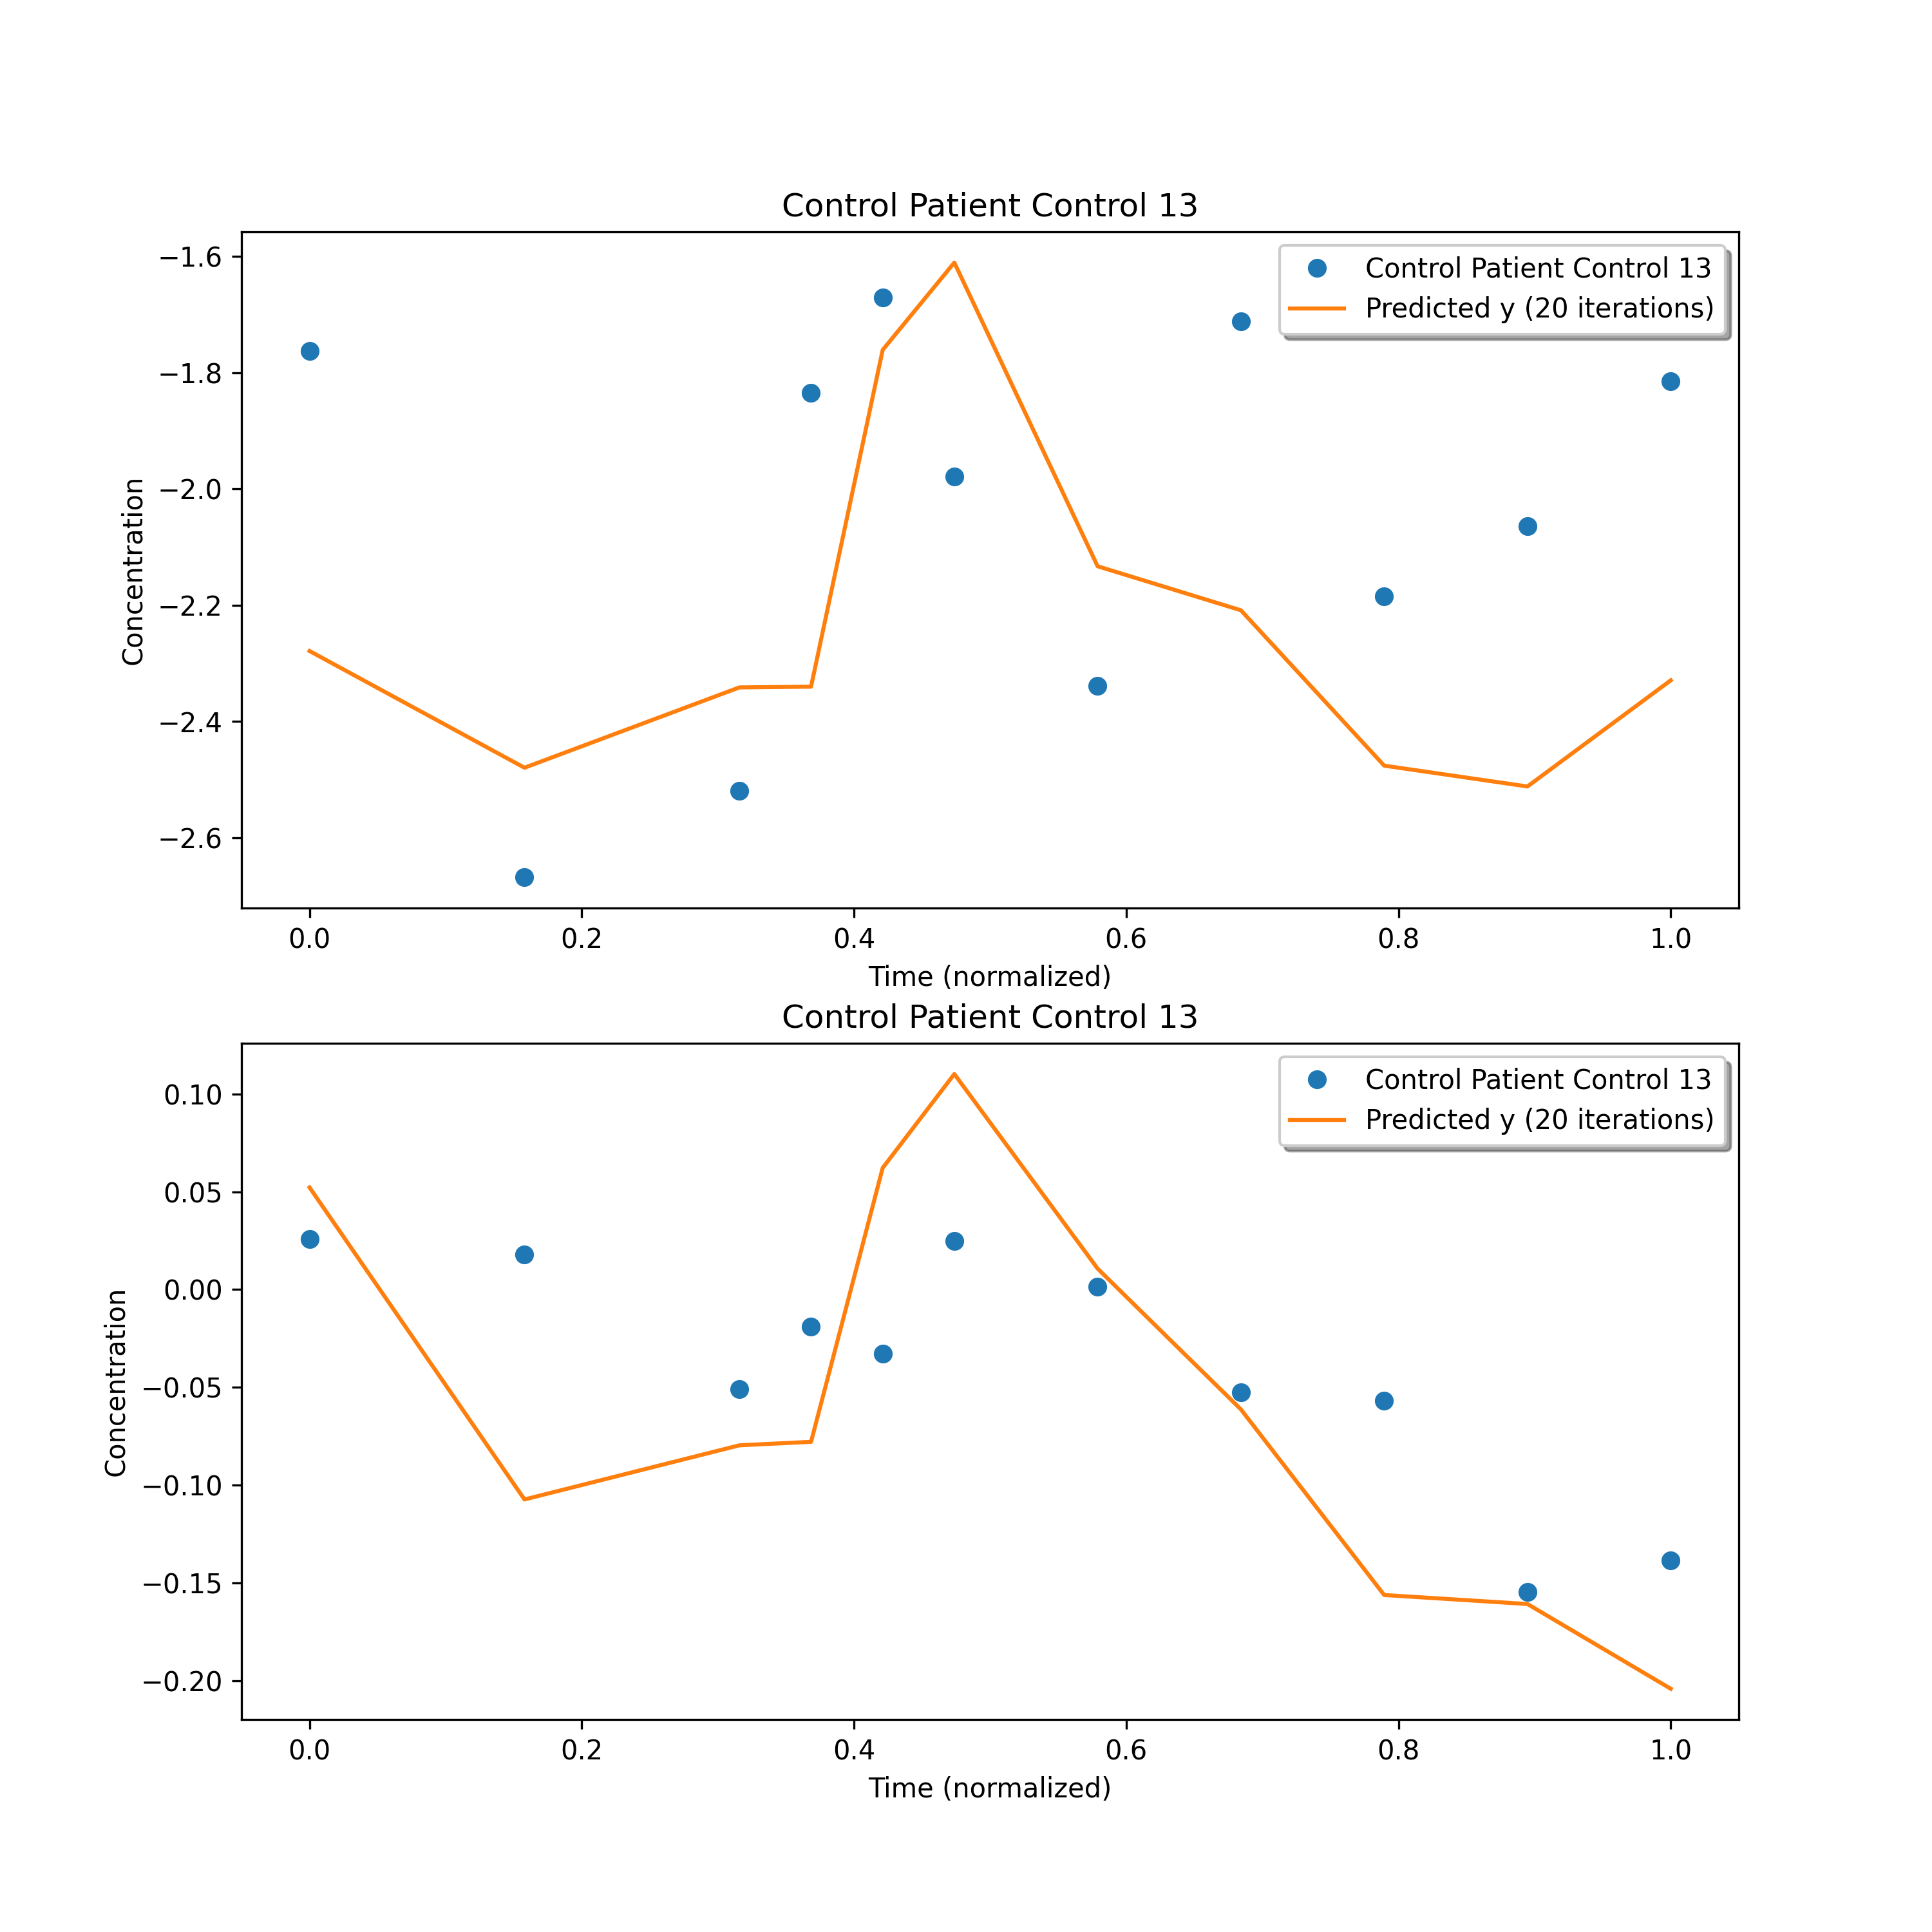 Control Patient Control 13
Control Patient Control 13
Predicted y (20 iterations)
−1.6
−1.8
−2.0
−2.2
−2.4
−2.6
Concentration
0.0 0.2 0.4 0.6 0.8 1.0
Time (normalized)
Control Patient Control 13
Control Patient Control 13
Predicted y (20 iterations)
0.10
0.05
0.00
−0.05
−0.10
−0.15
−0.20
Concentration
0.0 0.2 0.4 0.6 0.8 1.0
Time (normalized)